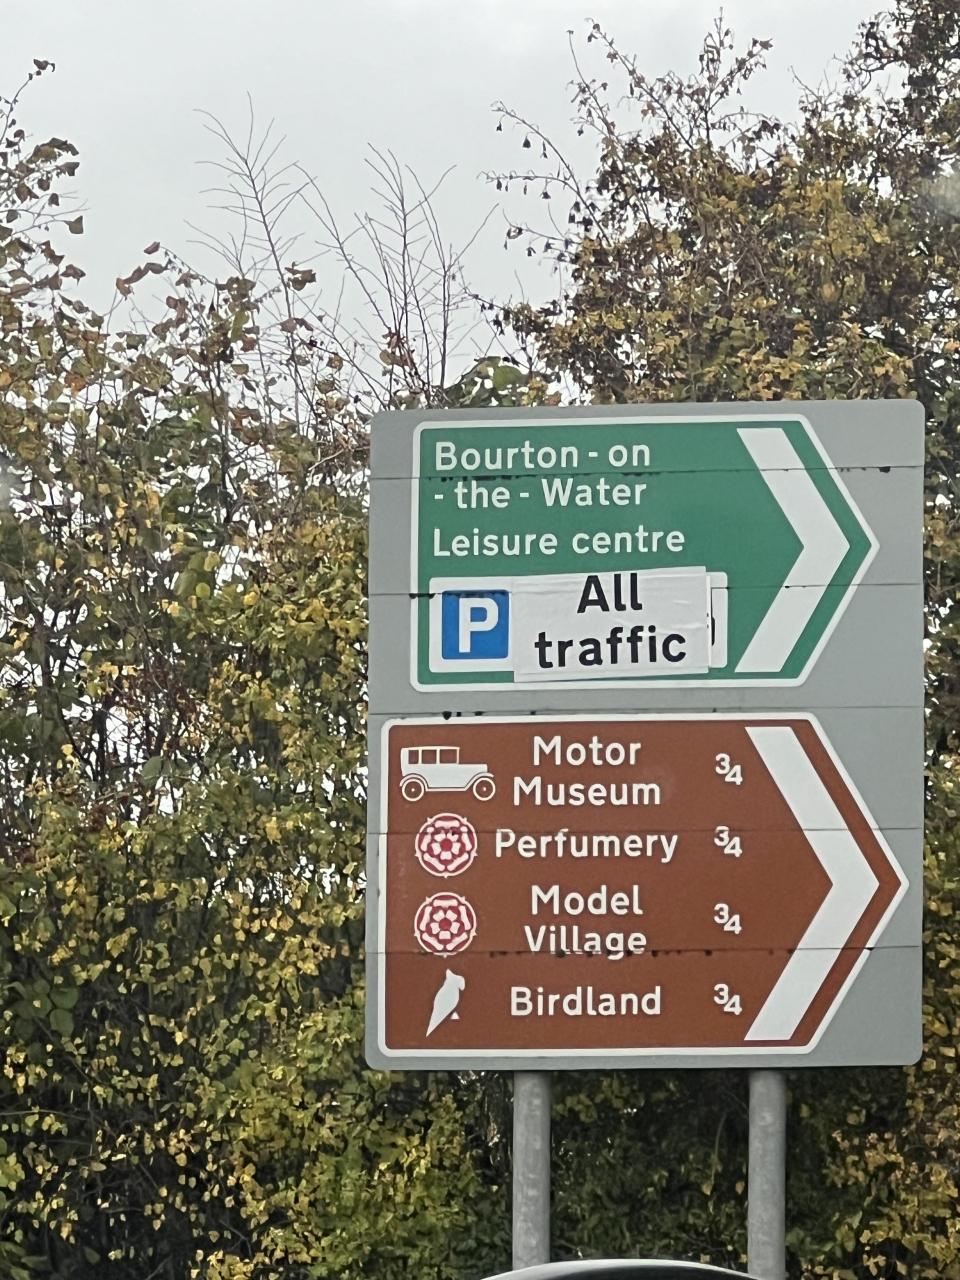 Bourton - on
- the - Water
Leisure centre
P All
traffic
Motor
Museum 3/4
Perfumery 3/4
Model
Village 3/4
Birdland 3/4